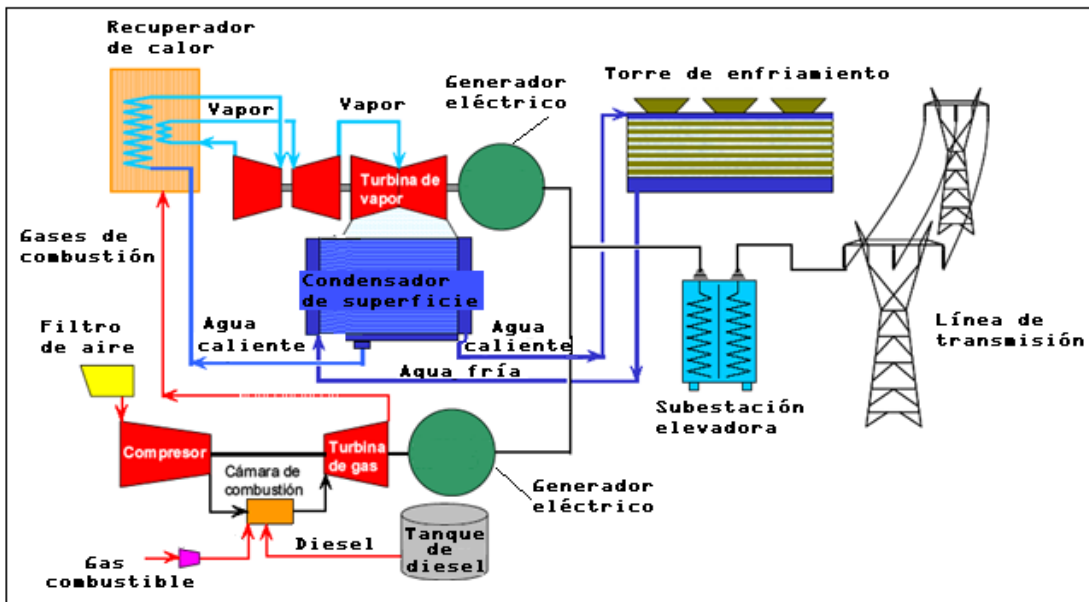 Recuperador
de calor
Vapor
Vapor
Generador
eléctrico
Torre de enfriamiento
Turbina de
vapor
Gases de
combustión
Condensador
de superficie
Filtro
de aire
Agua
caliente
Agua
caliente
Aqua fría
Línea de
transmisión
Subestación
elevadora
Compresor
Turbina
de gas
Cámara de
combustión
Generador
eléctrico
Diesel
Tanque
de
diesel
Gas
combustible